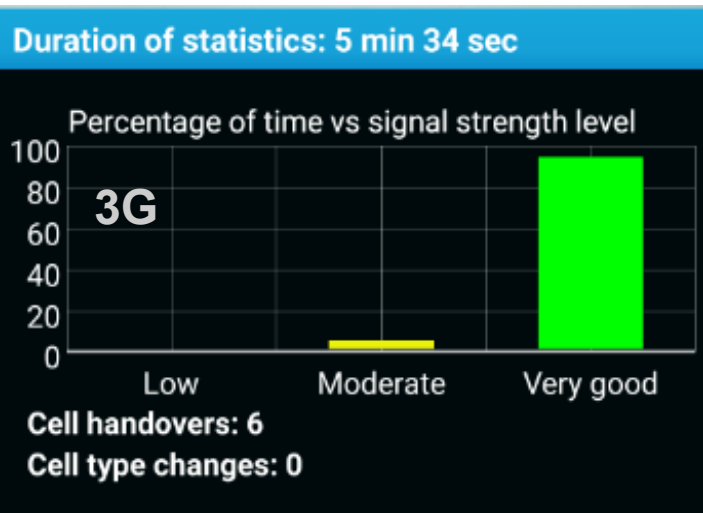 Duration of statistics: 5 min 34 sec
Percentage of time vs signal strength level
100
80
3G
60
40
20
0
Low Moderate Very good
Cell handovers: 6
Cell type changes: 0